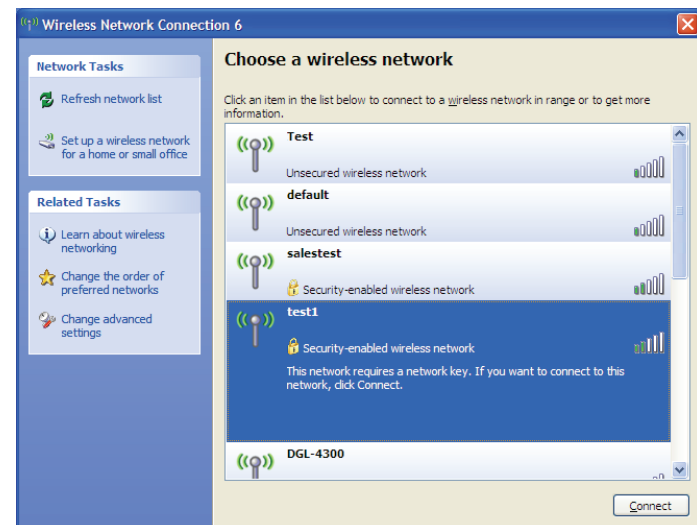 Wireless Network Connection 6
Network Tasks
Refresh network list
Set up a wireless network
for a home or small office
Related Tasks
Learn about wireless
networking
Change the order of
preferred networks
Change advanced
settings
Choose a wireless network
Click an item in the list below to connect to a wireless network in range or to get more
information.
Test
Unsecured wireless network
default
Unsecured wireless network
salestest
Security-enabled wireless network
test1
Security-enabled wireless network
This network requires a network key. If you want to connect to this
network, click Connect.
DGL-4300
Connect